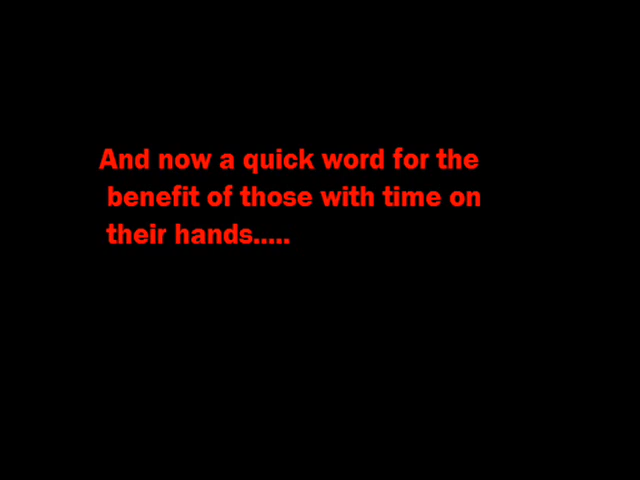 And now a quick word for the
benefit of those with time on
their hands.....